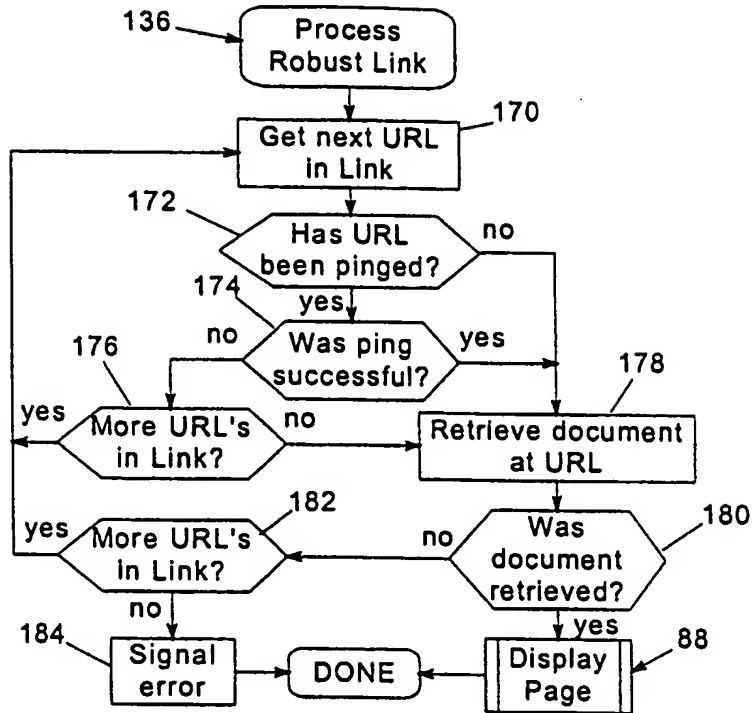 136
Process
Robust Link
170
Get next URL
in Link
172
Has URL
been pinged?
no
yes
174
Was ping
successful?
no
yes
176
More URL's
in Link?
yes
no
178
Retrieve document
at URL
180
Was
document
retrieved?
no
yes
182
More URL's
in Link?
yes
no
184
Signal
error
DONE
Display
Page
88